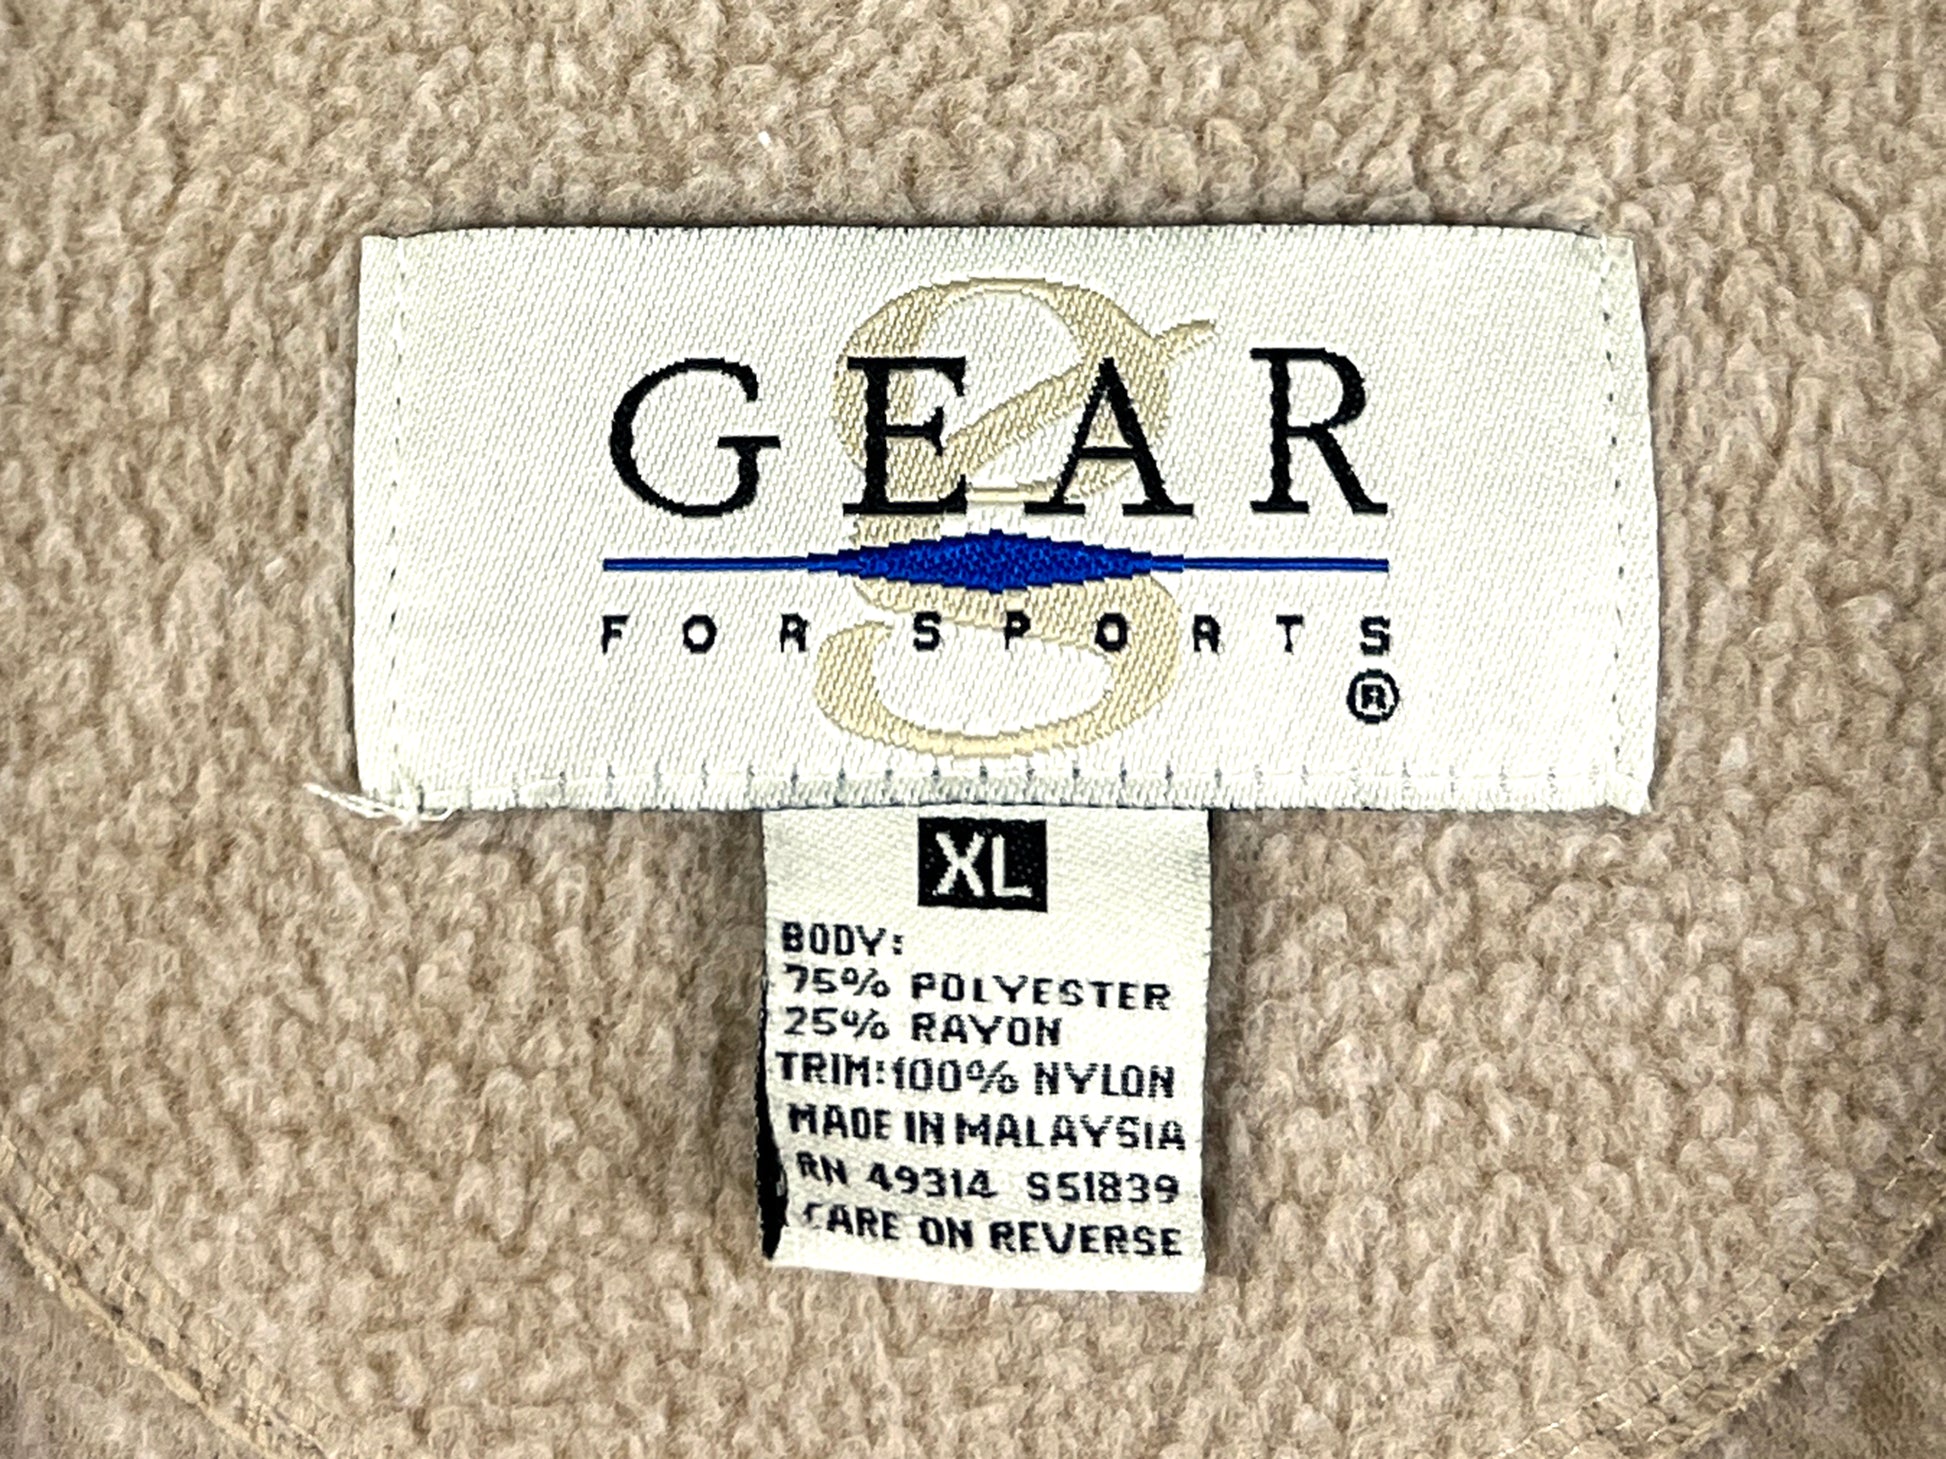 GEAR
FOR SPORTS
®
XL
BODY:
75% POLYESTER
25% RAYON
TRIM:100% NYLON
MADE IN MALAYSIA
RN 49314 S51839
CARE ON REVERSE